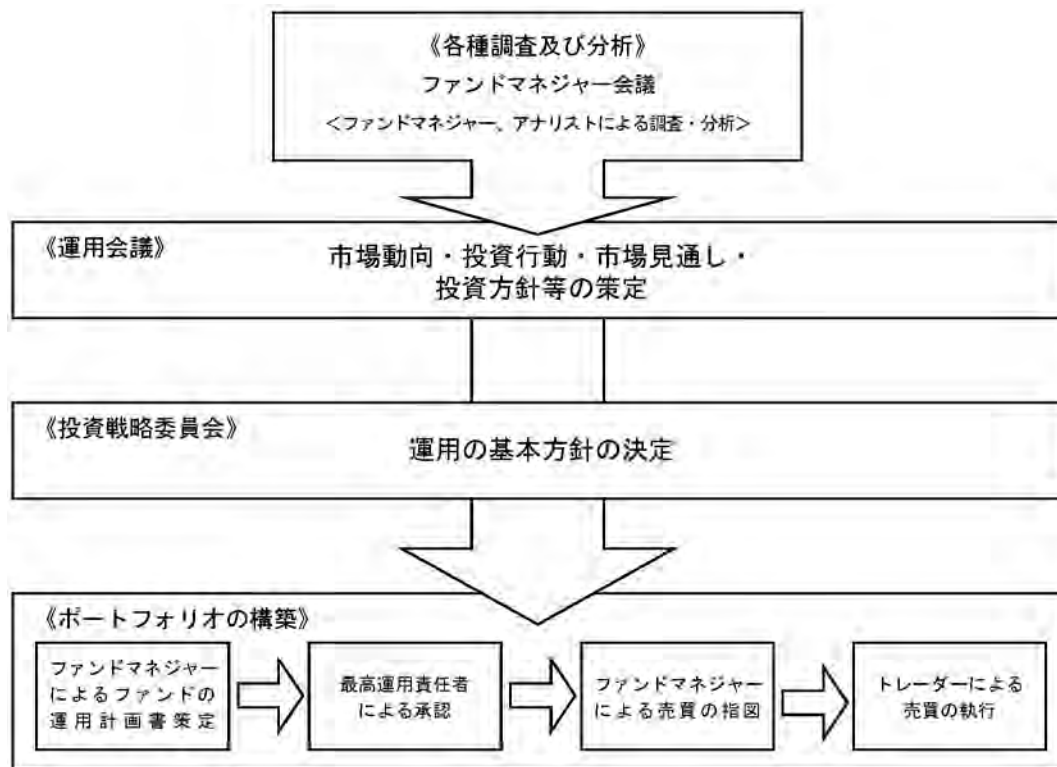 《各種調査及び分析》
ファンドマネジャー会議
<ファンドマネジャー、アナリストによる調査・分析>
《運用会議》
市場動向・投資行動・市場見通し・
投資方針等の策定
《投資戦略委員会》
運用の基本方針の決定
《ポートフォリオの構築》
ファンドマネジャー
によるファンドの
運用計画書策定
最高運用責任者
による承認
ファンドマネジャー
による売買の指図
トレーダーによる
売買の執行